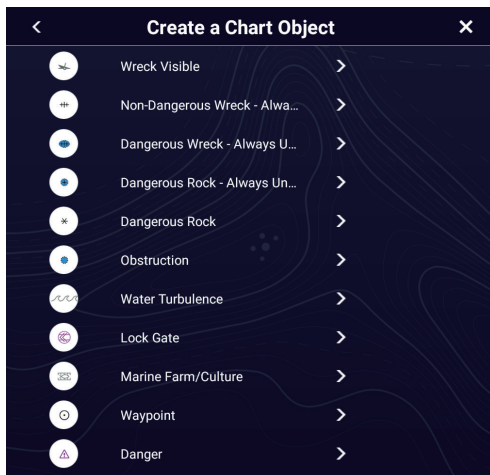 Create a Chart Object
Wreck Visible
Non-Dangerous Wreck - Alwa...
Dangerous Wreck - Always U...
Dangerous Rock - Always Un...
Dangerous Rock
Obstruction
Water Turbulence
Lock Gate
Marine Farm/Culture
Waypoint
Danger